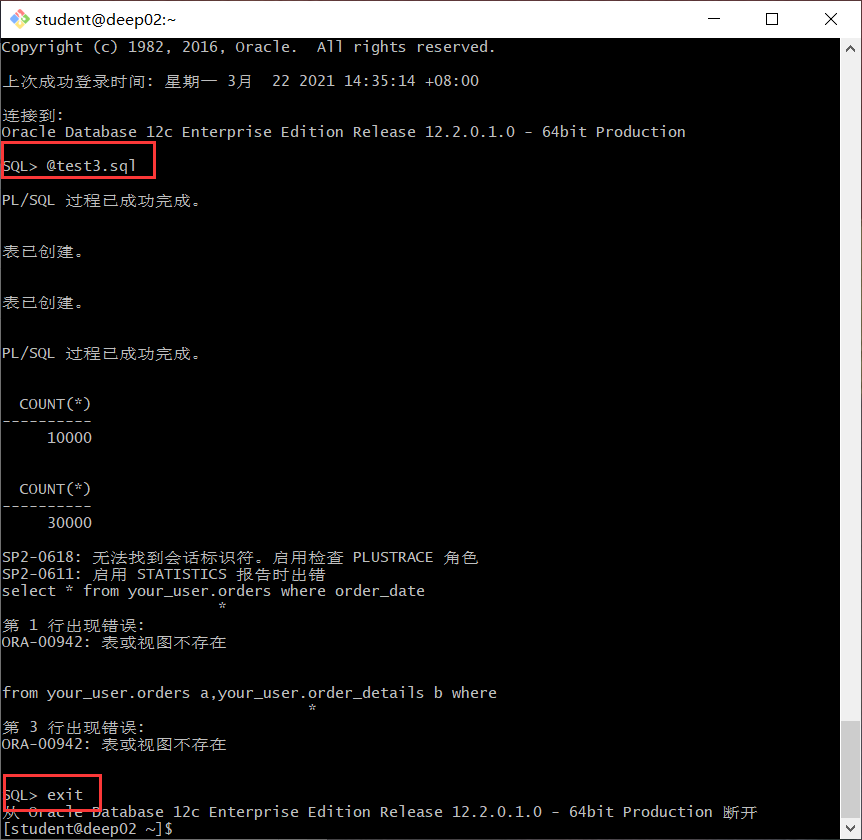 student@deep02:~
Copyright (c) 1982, 2016, Oracle.  All rights reserved.
上次成功登录时间: 星期一 3月  22 2021 14:35:14 +08:00
连接到:
Oracle Database 12c Enterprise Edition Release 12.2.0.1.0 - 64bit Production
SQL> @test3.sql
PL/SQL 过程已成功完成。
表已创建。
表已创建。
PL/SQL 过程已成功完成。
COUNT(*)
----------
10000
COUNT(*)
----------
30000
SP2-0618: 无法找到会话标识符。启用检查 PLUSTRACE 角色
SP2-0611: 启用 STATISTICS 报告时出错
select * from your_user.orders where order_date
*
第 1 行出现错误:
ORA-00942: 表或视图不存在
from your_user.orders a,your_user.order_details b where
*
第 3 行出现错误:
ORA-00942: 表或视图不存在
SQL> exit
从 Oracle Database 12c Enterprise Edition Release 12.2.0.1.0 - 64bit Production 断开
[student@deep02 ~]$